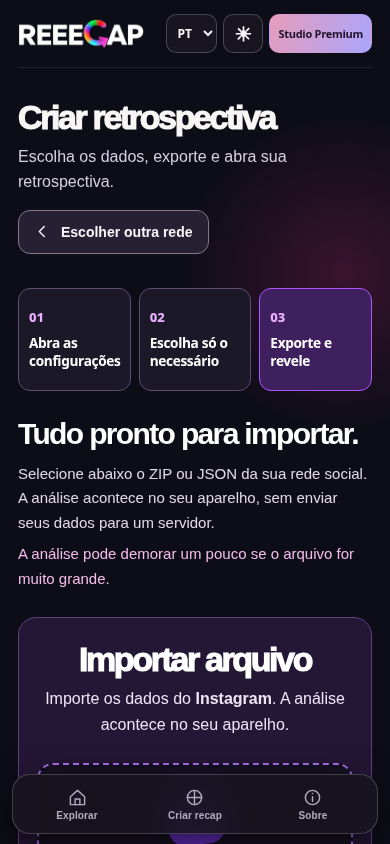 REEECAP
PT
Studio Premium
Criar retrospectiva
Escolha os dados, exporte e abra sua
retrospectiva.
Escolher outra rede
01
Abra as
configurações
02
Escolha só o
necessário
03
Exporte e
revele
Tudo pronto para importar.
Selecione abaixo o ZIP ou JSON da sua rede social.
A análise acontece no seu aparelho, sem enviar
seus dados para um servidor.
A análise pode demorar um pouco se o arquivo for
muito grande.
Importar arquivo
Importe os dados do Instagram. A análise
acontece no seu aparelho.
Explorar
Criar recap
Sobre